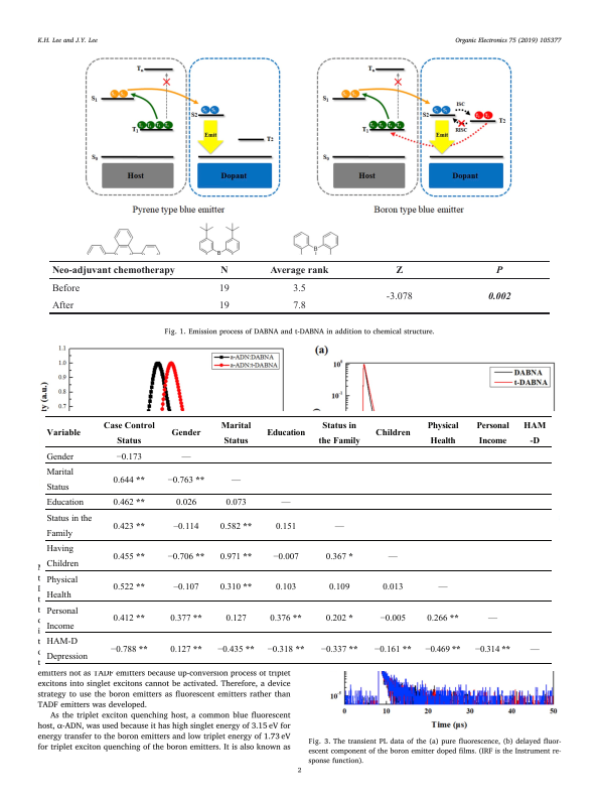 K.H. Lee and J.Y. Lee
Organic Electronics 75 (2019) 105377
Tn
S1
T1
S0
S2
Emit
T2
Host
Dopant
Pyrene type blue emitter
Tn
S1
T1
S0
S2
ISC
RISC
Emit
T2
Host
Dopant
Boron type blue emitter
B
B
Neo-adjuvant chemotherapy N Average rank Z P
Before 19 3.5
-3.078 0.002
After 19 7.8
Fig. 1. Emission process of DABNA and t-DABNA in addition to chemical structure.
1.1
1.0
0.9
0.8
0.7
ty (a.u.)
a-ADN:DABNA
a-ADN:t-DABNA
(a)
DABNA
t-DABNA
Variable Case Control Status Gender Marital Status Education Status in the Family Children Physical Health Personal Income HAM-D
Gender −0.173 —
Marital Status 0.644 ** −0.763 ** —
Education 0.462 ** 0.026 0.073 —
Status in the Family 0.423 ** −0.114 0.582 ** 0.151 —
Having Children 0.455 ** −0.706 ** 0.971 ** −0.007 0.367 * —
Physical Health 0.522 ** −0.107 0.310 ** 0.103 0.109 0.013 —
Personal Income 0.412 ** 0.377 ** 0.127 0.376 ** 0.202 * −0.005 0.266 ** —
HAM-D Depression −0.788 ** 0.127 ** −0.435 ** −0.318 ** −0.337 ** −0.161 ** −0.469 ** −0.314 ** —
emitters not as TADF emitters because up-conversion process of triplet
excitons into singlet excitons cannot be activated. Therefore, a device
strategy to use the boron emitters as fluorescent emitters rather than
TADF emitters was developed.
As the triplet exciton quenching host, a common blue fluorescent
host, α-ADN, was used because it has high singlet energy of 3.15 eV for
energy transfer to the boron emitters and low triplet energy of 1.73 eV
for triplet exciton quenching of the boron emitters. It is also known as
0 10 20 30 40 50
Time (μs)
Fig. 3. The transient PL data of the (a) pure fluorescence, (b) delayed fluor-
escent component of the boron emitter doped films. (IRF is the Instrument re-
sponse function).
2